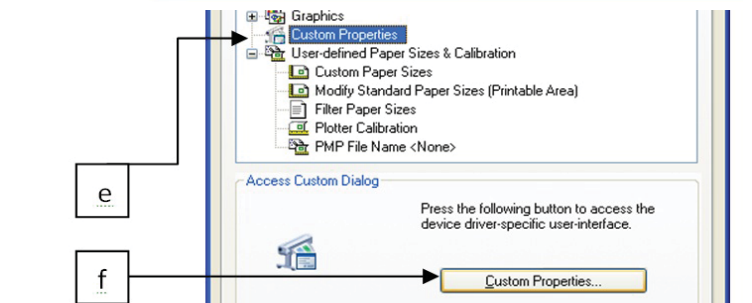 Graphics
Custom Properties
User-defined Paper Sizes & Calibration
Custom Paper Sizes
Modify Standard Paper Sizes (Printable Area)
Filter Paper Sizes
Plotter Calibration
PMP File Name <None>
e
Access Custom Dialog
Press the following button to access the
device driver-specific user-interface.
f
Custom Properties...